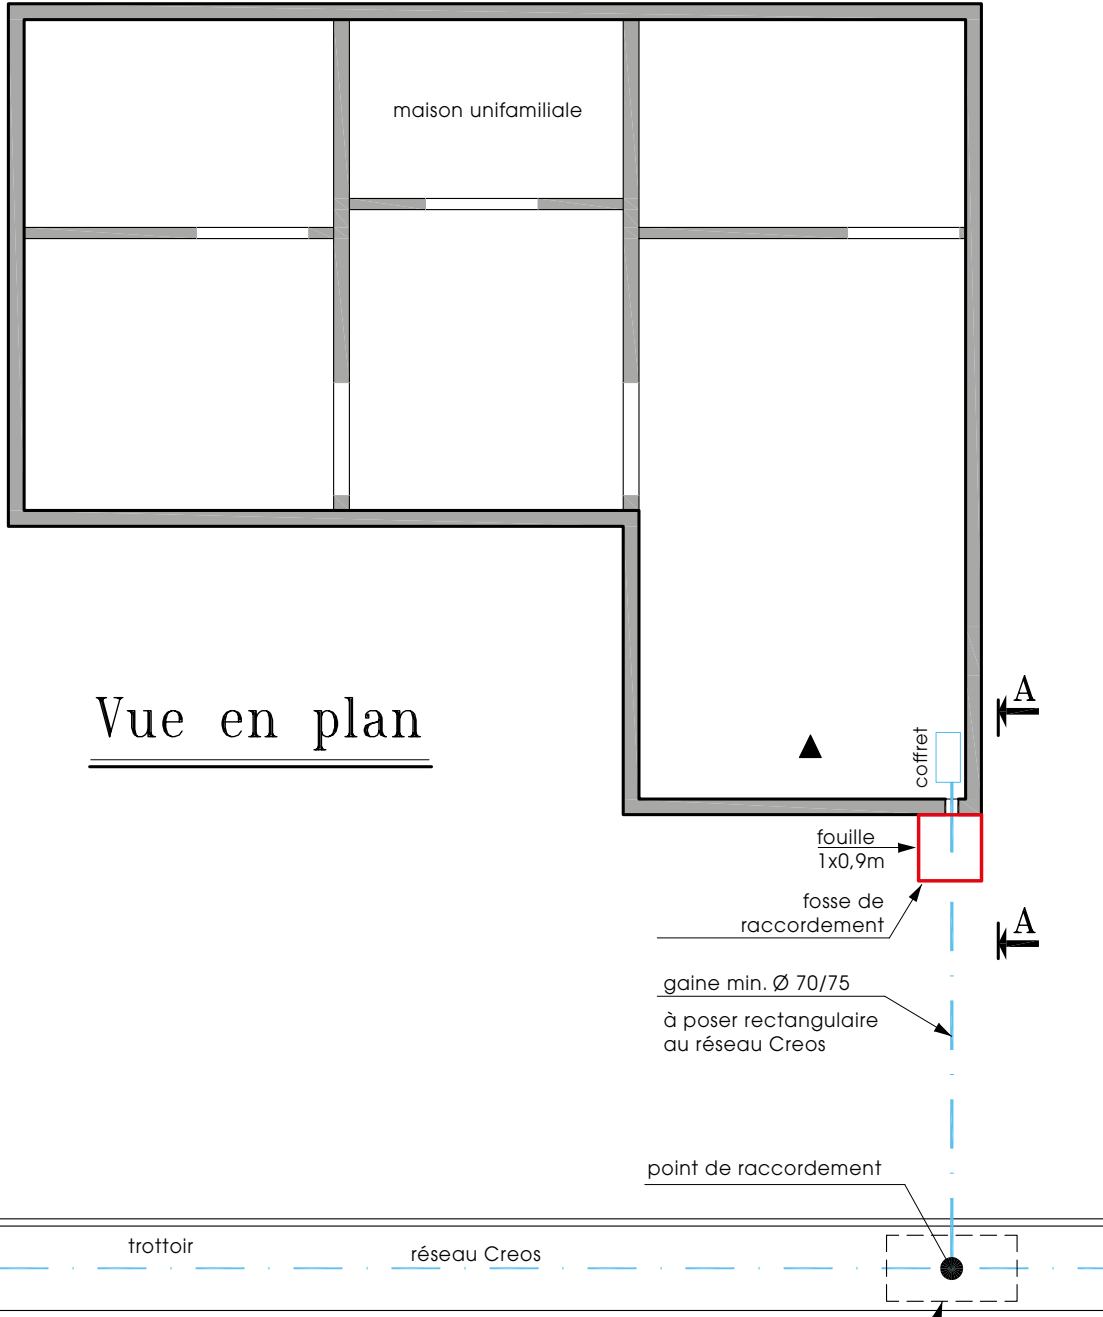 maison unifamiliale
Vue en plan
A
coffret
fouille
1x0,9m
fosse de
raccordement
A
gaine min. Ø 70/75
à poser rectangulaire
au réseau Creos
point de raccordement
trottoir
réseau Creos